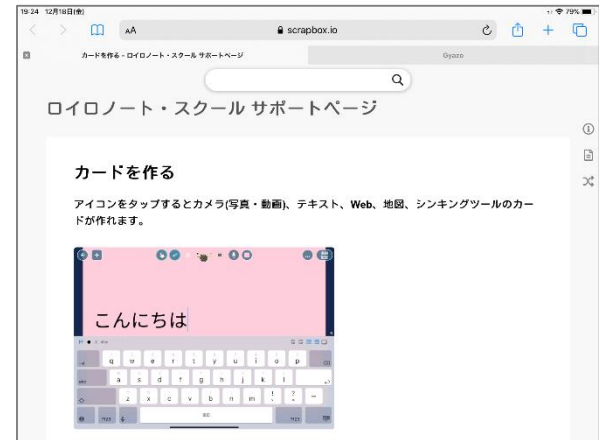 19:24 12月18日(金) 79%
AA scrapbox.io
カードを作る - ロイロノート・スクール サポートページ Gyazo
ロイロノート・スクール サポートページ
カードを作る
アイコンをタップするとカメラ(写真・動画)、テキスト、Web、地図、シンキングツールのカー
ドが作れます。
こんにちは
q w e r t y u i o p
a s d f g h j k l
z x c v b n m ! ? -